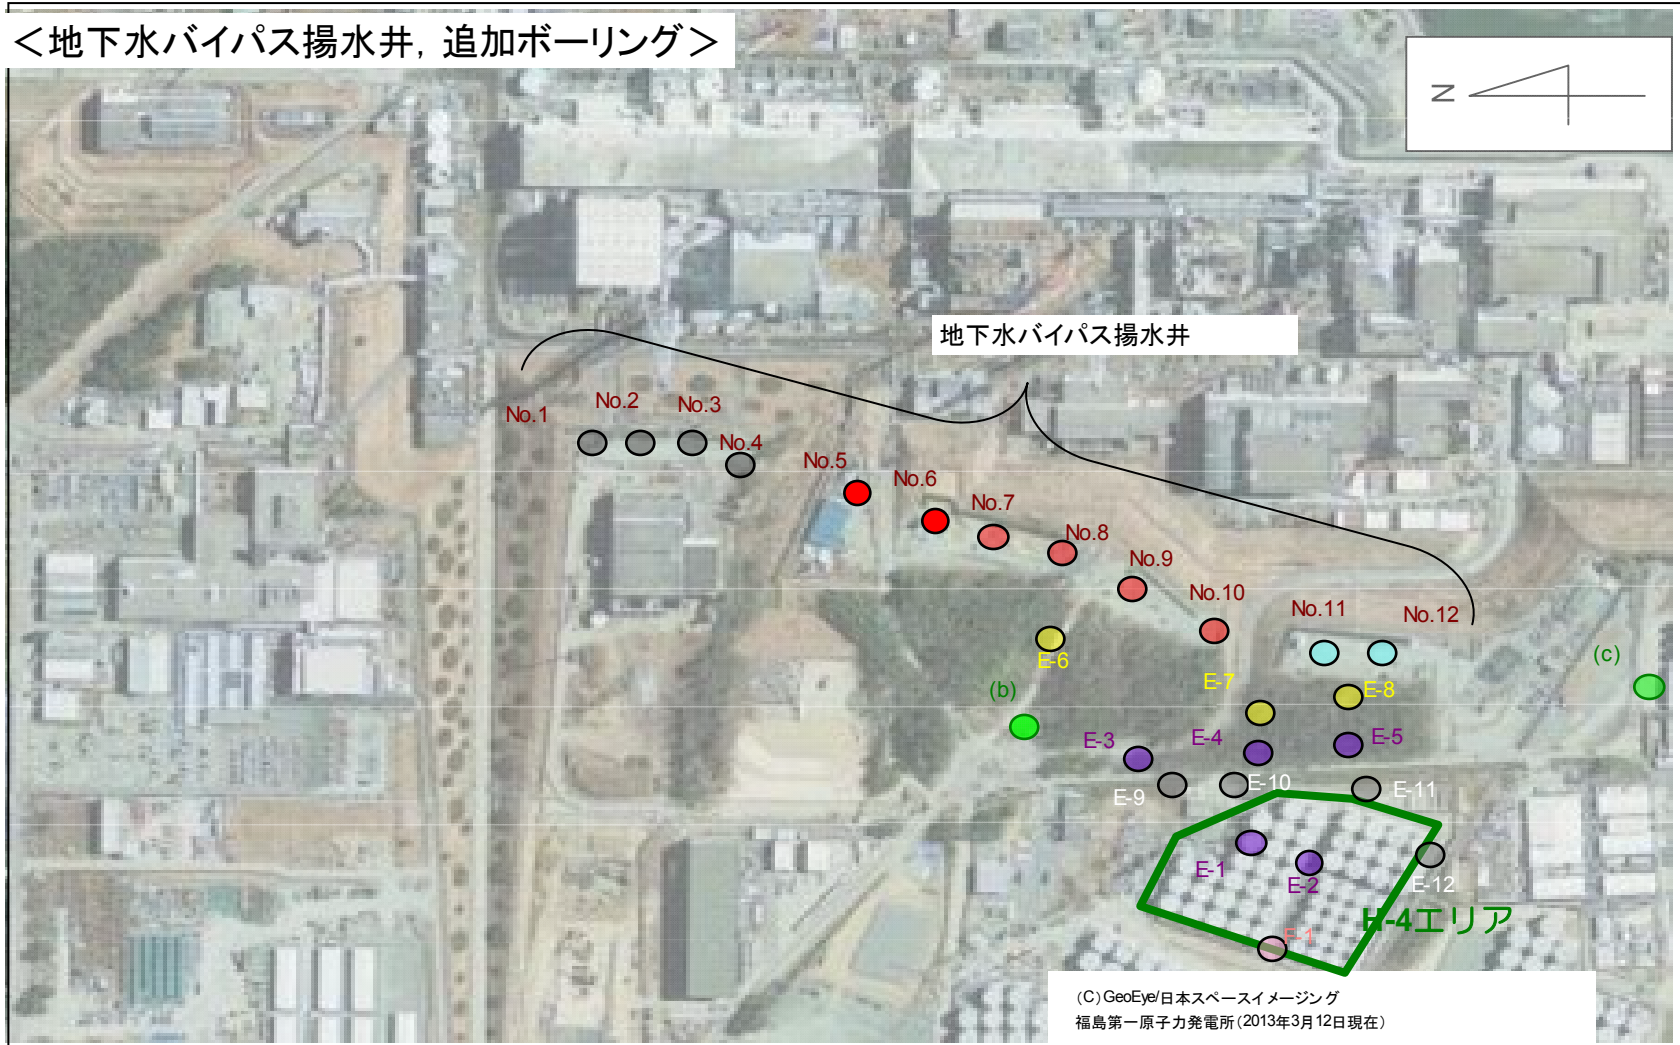 ＜地下水バイパス揚水井，追加ボーリング＞
N
地下水バイパス揚水井
No.1
No.2
No.3
No.4
No.5
No.6
No.7
No.8
No.9
No.10
No.11
No.12
E-6
E-7
E-8
(b)
(c)
E-3
E-4
E-5
E-9
E-10
E-11
E-1
E-2
E-12
H-4エリア
F-1
(C)GeoEye/日本スペースイメージング
福島第一原子力発電所(2013年3月12日現在)